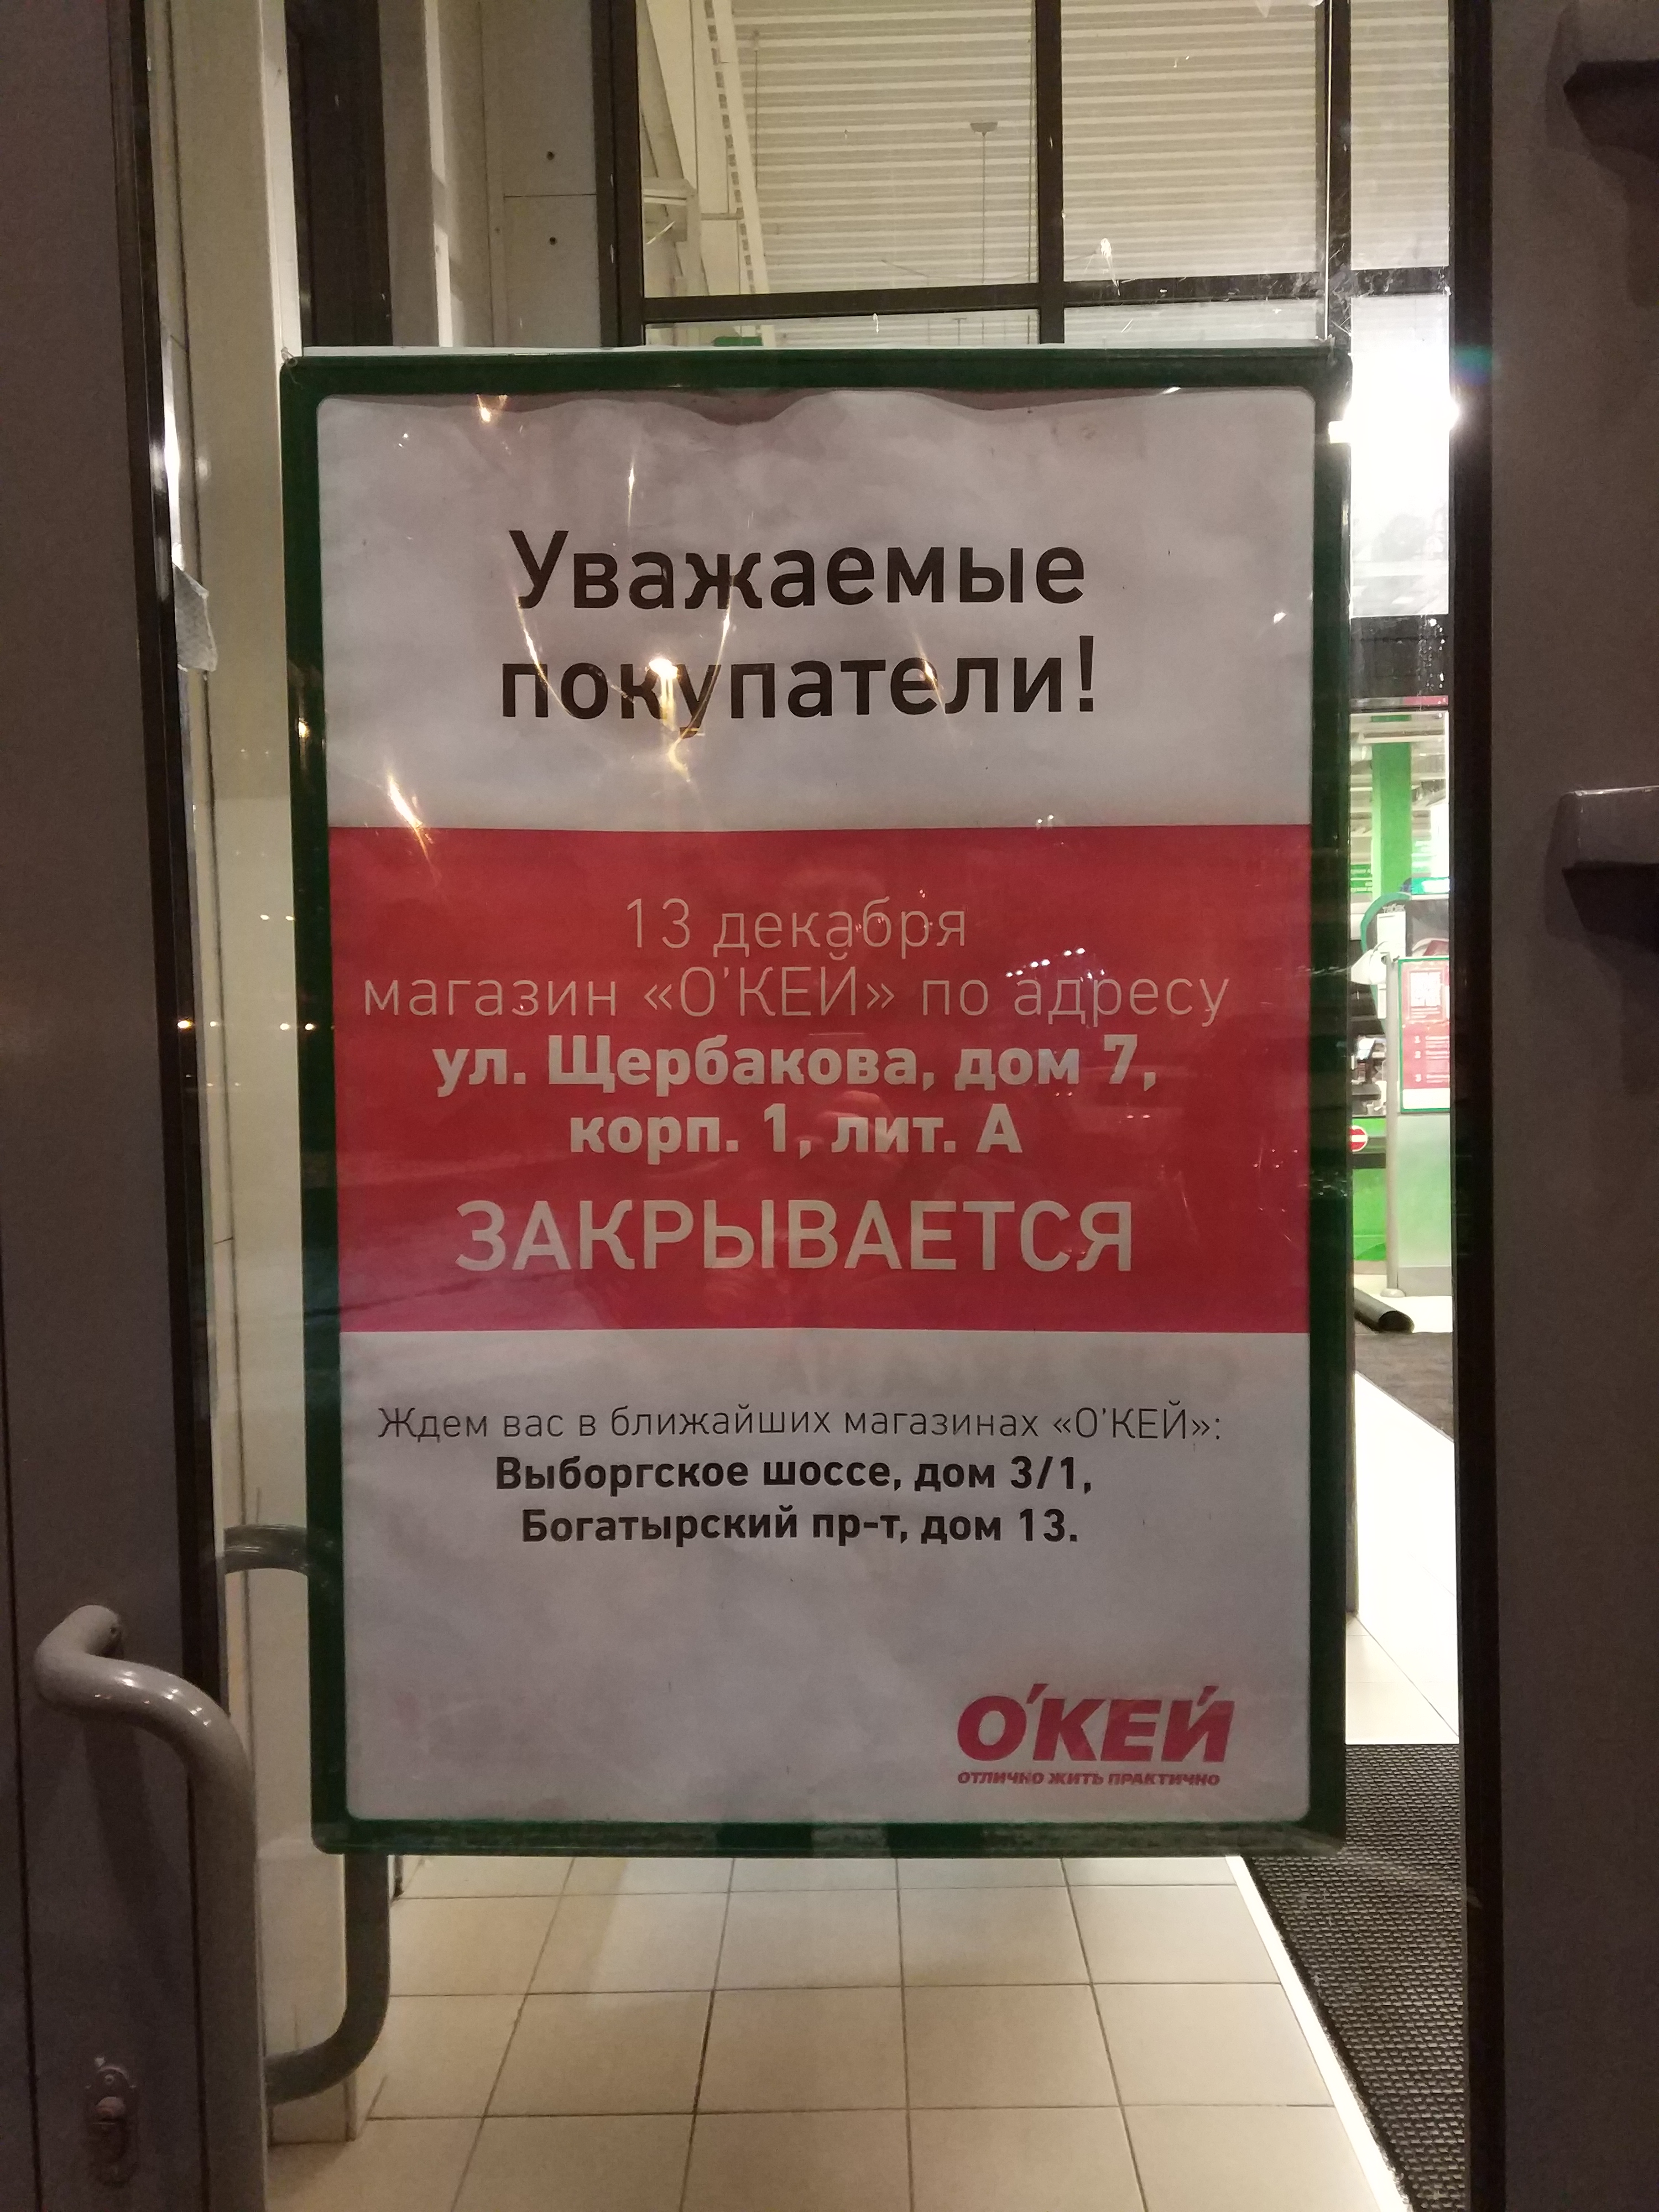 Уважаемые
покупатели!
13 декабря
магазин «О'КЕЙ» по адресу
ул. Щербакова, дом 7,
корп. 1, лит. А
ЗАКРЫВАЕТСЯ
Ждем вас в ближайших магазинах «О'КЕЙ»:
Выборгское шоссе, дом 3/1,
Богатырский пр-т, дом 13.
О'КЕЙ
ОТЛИЧНО ЖИТЬ ПРАКТИЧНО